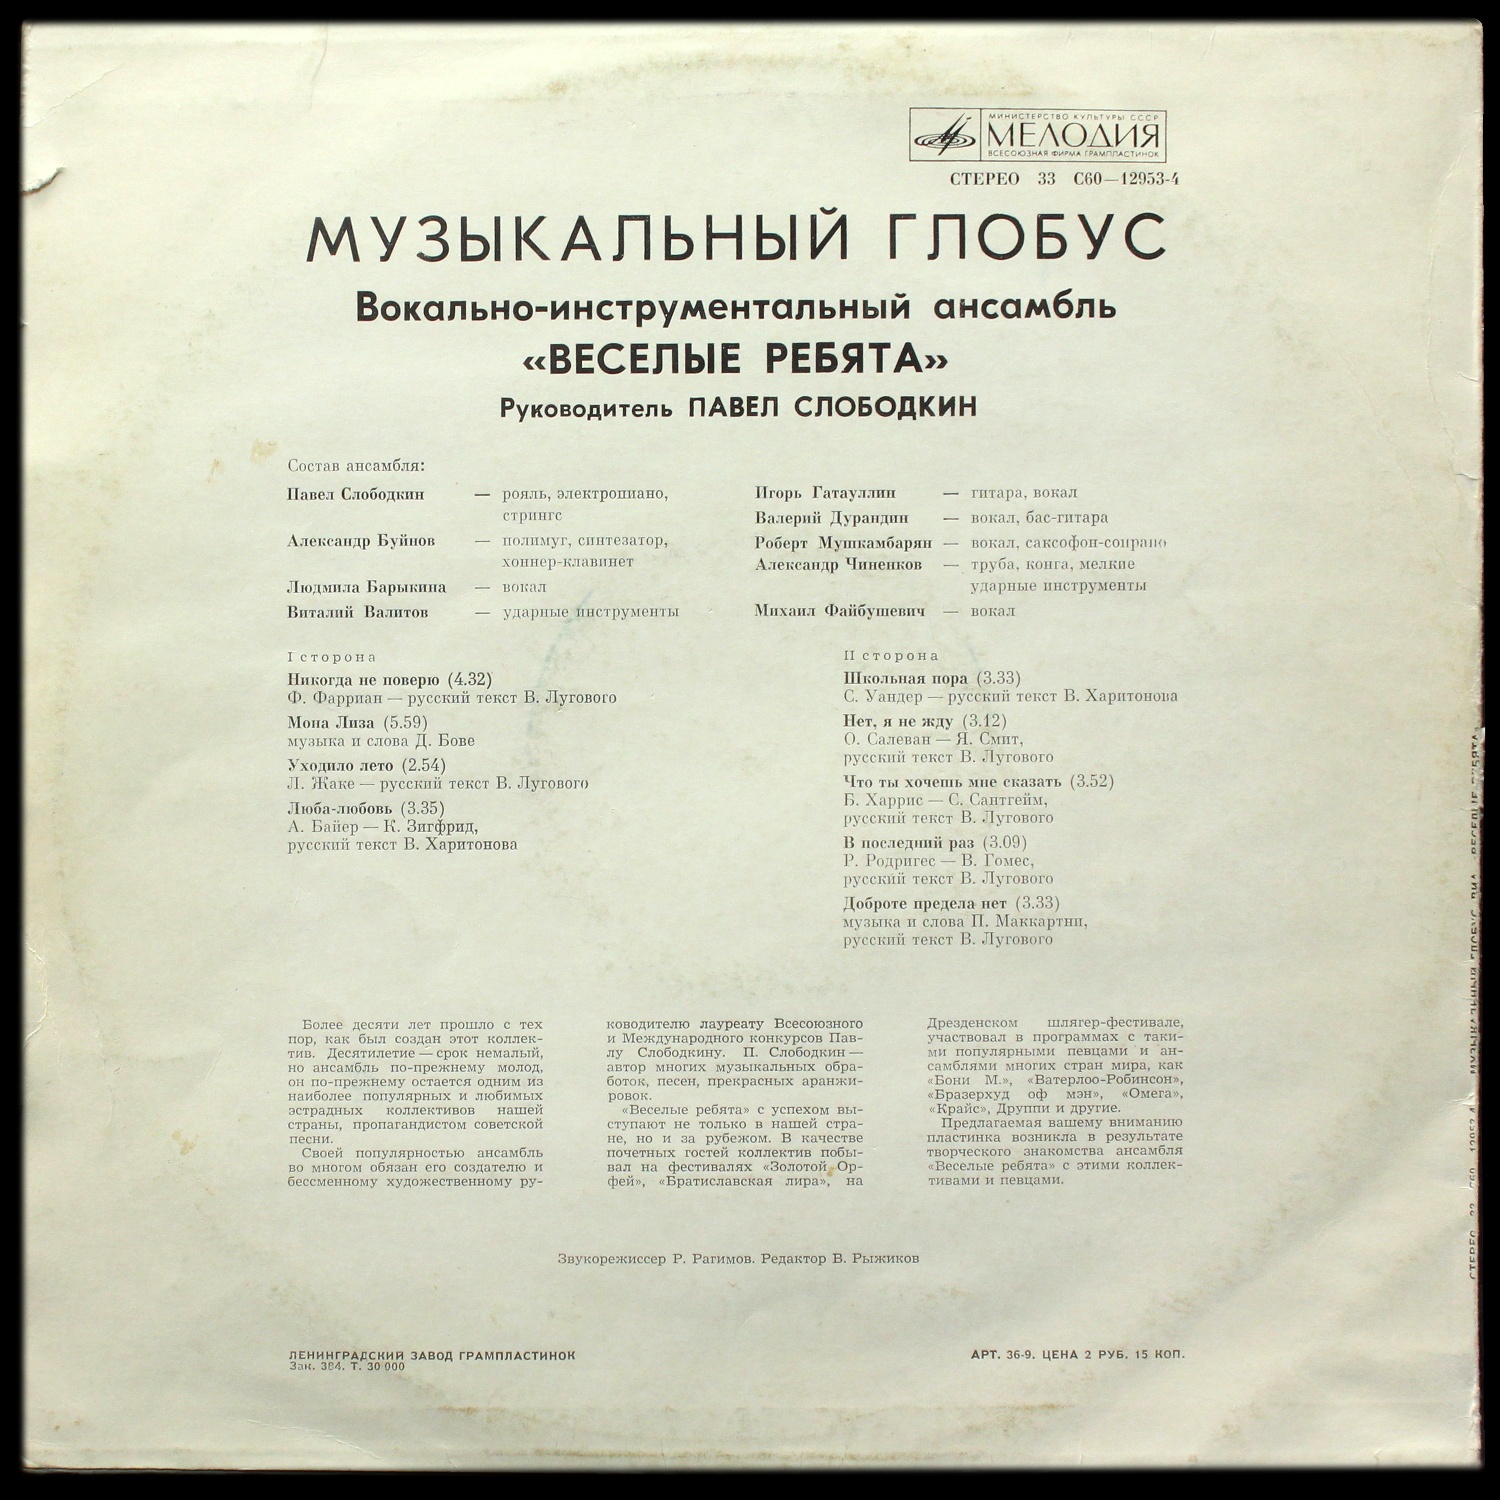 МИНИСТЕРСТВО КУЛЬТУРЫ СССР
МЕЛОДИЯ
ВСЕСОЮЗНАЯ ФИРМА ГРАМПЛАСТИНОК
СТЕРЕО 33 С60—12953-4
МУЗЫКАЛЬНЫЙ ГЛОБУС
Вокально-инструментальный ансамбль
«ВЕСЕЛЫЕ РЕБЯТА»
Руководитель ПАВЕЛ СЛОБОДКИН
Состав ансамбля:
Павел Слободкин — рояль, электропиано,
стрингс
Александр Буйнов — полимуг, синтезатор,
хоннер-клавинет
Людмила Барыкина — вокал
Виталий Валитов — ударные инструменты
Игорь Гатауллин — гитара, вокал
Валерий Дурандин — вокал, бас-гитара
Роберт Мушкамбарян — вокал, саксофон-сопрано
Александр Чиненков — труба, конга, мелкие
ударные инструменты
Михаил Файбушевич — вокал
I сторона
Никогда не поверю (4.32)
Ф. Фарриан — русский текст В. Лугового
Мона Лиза (5.59)
музыка и слова Д. Бове
Уходило лето (2.54)
Л. Жаке — русский текст В. Лугового
Люба-любовь (3.35)
А. Байер — К. Зигфрид,
русский текст В. Харитонова
II сторона
Школьная пора (3.33)
С. Уандер — русский текст В. Харитонова
Нет, я не жду (3.12)
О. Салеван — Я. Смит,
русский текст В. Лугового
Что ты хочешь мне сказать (3.52)
Б. Харрис — С. Сантгейм,
русский текст В. Лугового
В последний раз (3.09)
Р. Родригес — В. Гомес,
русский текст В. Лугового
Доброте предела нет (3.33)
музыка и слова П. Маккартни,
русский текст В. Лугового
Более десяти лет прошло с тех
пор, как был создан этот коллек-
тив. Десятилетие — срок немалый,
но ансамбль по-прежнему молод,
он по-прежнему остается одним из
наиболее популярных и любимых
эстрадных коллективов нашей
страны, пропагандистом советской
песни.
Своей популярностью ансамбль
во многом обязан его создателю и
бессменному художественному ру-
ководителю лауреату Всесоюзного
и Международного конкурсов Пав-
лу Слободкину. П. Слободкин —
автор многих музыкальных обра-
боток, песен, прекрасных аранжи-
ровок.
«Веселые ребята» с успехом вы-
ступают не только в нашей стра-
не, но и за рубежом. В качестве
почетных гостей коллектив побы-
вал на фестивалях «Золотой Ор-
фей», «Братиславская лира», на
Дрезденском шлягер-фестивале,
участвовал в программах с таки-
ми популярными певцами и ан-
самблями многих стран мира, как
«Бони М.», «Ватерлоо-Робинсон»,
«Бразерхуд оф мэн», «Омега»,
«Крайс», Друппи и другие.
Предлагаемая вашему вниманию
пластинка возникла в результате
творческого знакомства ансамбля
«Веселые ребята» с этими коллек-
тивами и певцами.
Звукорежиссер Р. Рагимов. Редактор В. Рыжиков
ЛЕНИНГРАДСКИЙ ЗАВОД ГРАМПЛАСТИНОК
Зак. 384. Т. 30 000
АРТ. 36-9. ЦЕНА 2 РУБ. 15 КОП.